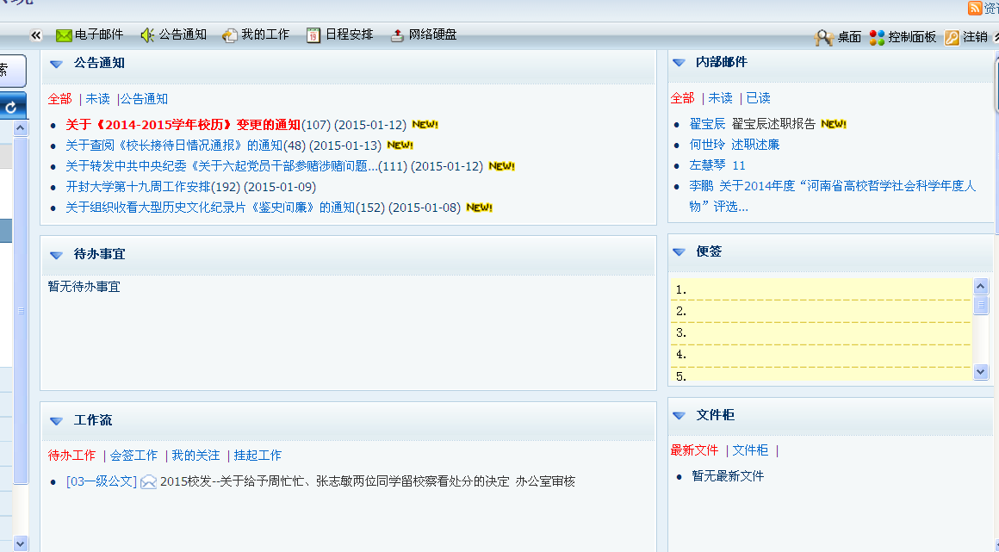 资
电子邮件 公告通知 我的工作 日程安排 网络硬盘 桌面 控制面板 注销
索
公告通知
全部 | 未读 | 公告通知
关于《2014-2015学年校历》变更的通知(107) (2015-01-12) NEW!
关于查阅《校长接待日情况通报》的通知(48) (2015-01-13) NEW!
关于转发中共中央纪委《关于六起党员干部参赌涉赌问题...(111) (2015-01-12) NEW!
开封大学第十九周工作安排(192) (2015-01-09)
关于组织收看大型历史文化纪录片《鉴史问廉》的通知(152) (2015-01-08) NEW!
待办事宜
暂无待办事宜
工作流
待办工作 | 会签工作 | 我的关注 | 挂起工作
[03一级公文] 2015校发--关于给予周忙忙、张志敏两位同学留校察看处分的决定 办公室审核
内部邮件
全部 | 未读 | 已读
翟宝辰 翟宝辰述职报告 NEW!
何世玲 述职述廉
左慧琴 11
李鹏 关于2014年度“河南省高校哲学社会科学年度人
物”评选...
便签
1.
2.
3.
4.
5.
文件柜
最新文件 | 文件柜 |
暂无最新文件